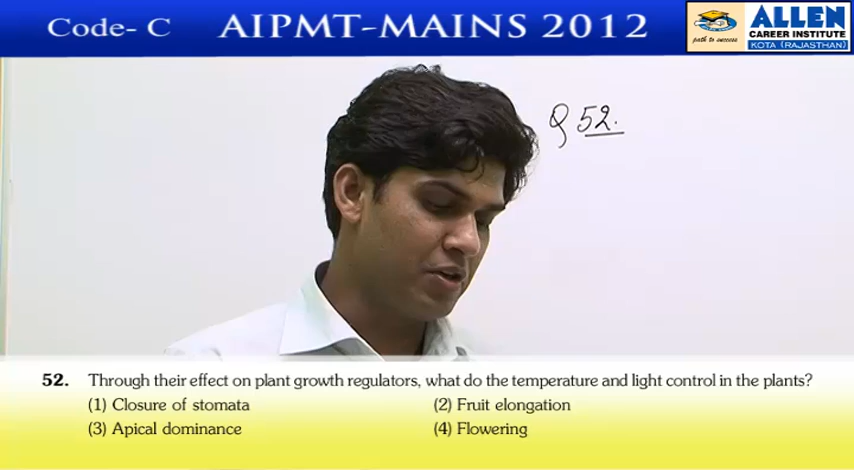 Code- C AIPMT-MAINS 2012
ALLEN
CAREER INSTITUTE
KOTA (RAJASTHAN)
path to success
Q 52.
52. Through their effect on plant growth regulators, what do the temperature and light control in the plants?
(1) Closure of stomata (2) Fruit elongation
(3) Apical dominance (4) Flowering